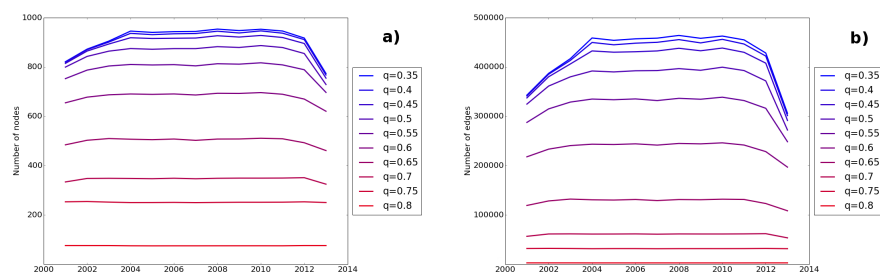 a)
1000
800
600
400
200
2000 2002 2004 2006 2008 2010 2012 2014
Number of nodes
q=0.35
q=0.4
q=0.45
q=0.5
q=0.55
q=0.6
q=0.65
q=0.7
q=0.75
q=0.8
b)
500000
400000
300000
200000
100000
2000 2002 2004 2006 2008 2010 2012 2014
Number of edges
q=0.35
q=0.4
q=0.45
q=0.5
q=0.55
q=0.6
q=0.65
q=0.7
q=0.75
q=0.8